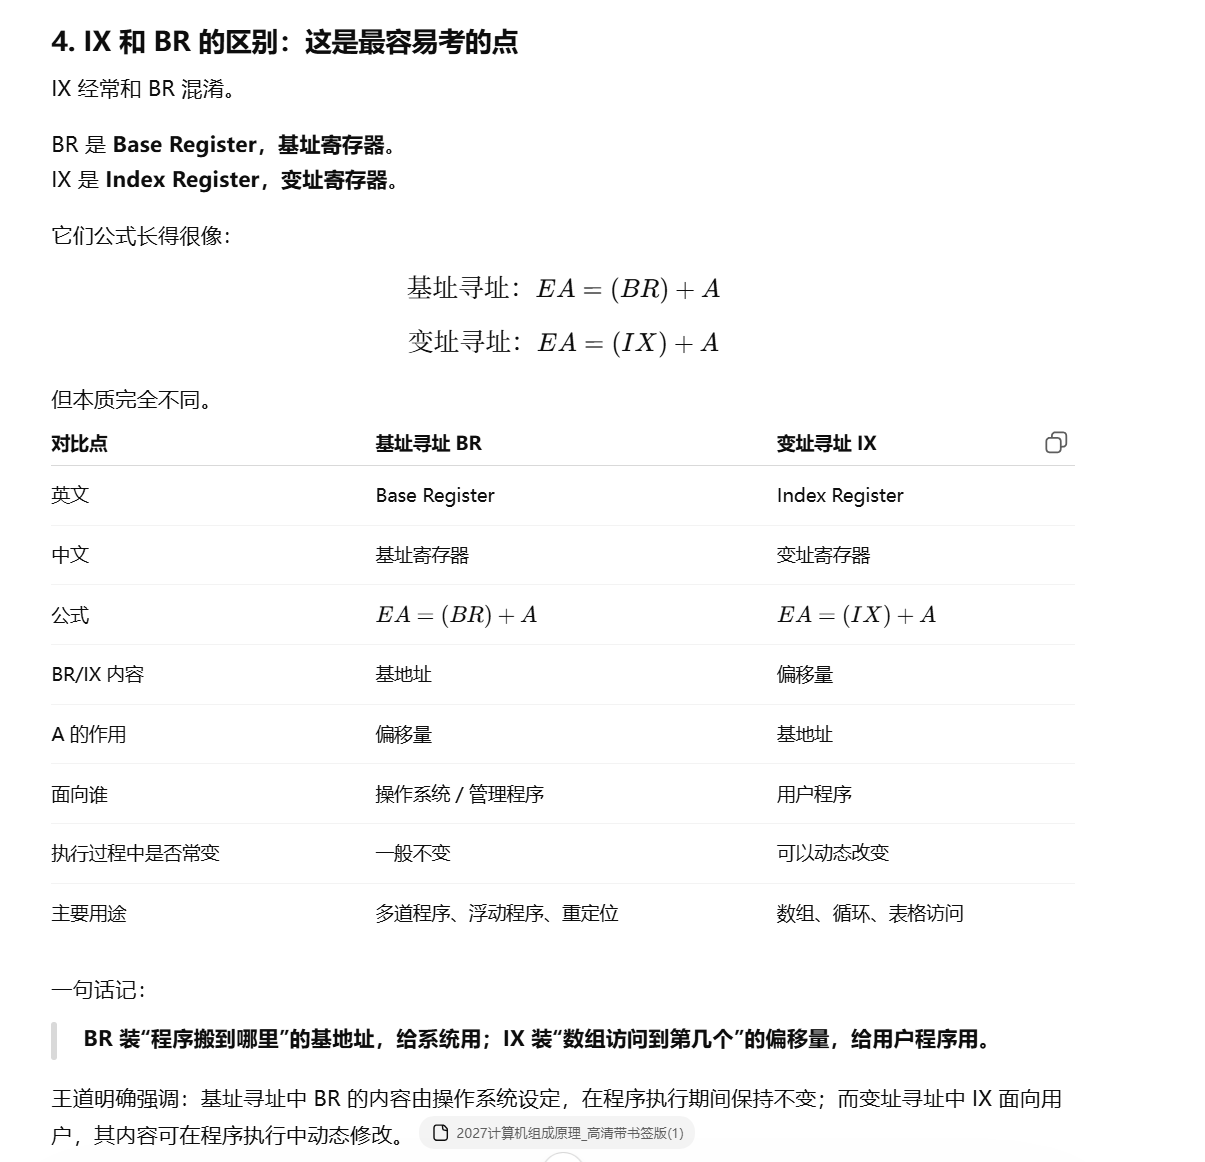 4. IX 和 BR 的区别：这是最容易考的点
IX 经常和 BR 混淆。
BR 是 Base Register，基址寄存器。
IX 是 Index Register，变址寄存器。
它们公式长得很像：
基址寻址：EA = (BR) + A
变址寻址：EA = (IX) + A
但本质完全不同。
对比点 基址寻址 BR 变址寻址 IX
英文 Base Register Index Register
中文 基址寄存器 变址寄存器
公式 EA = (BR) + A EA = (IX) + A
BR/IX 内容 基地址 偏移量
A 的作用 偏移量 基地址
面向谁 操作系统 / 管理程序 用户程序
执行过程中是否常变 一般不变 可以动态改变
主要用途 多道程序、浮动程序、重定位 数组、循环、表格访问
一句话记：
BR 装“程序搬到哪里”的基地址，给系统用；IX 装“数组访问到第几个”的偏移量，给用户程序用。
王道明确强调：基址寻址中 BR 的内容由操作系统设定，在程序执行期间保持不变；而变址寻址中 IX 面向用
户，其内容可在程序执行中动态修改。 2027计算机组成原理_高清带书签版(1)